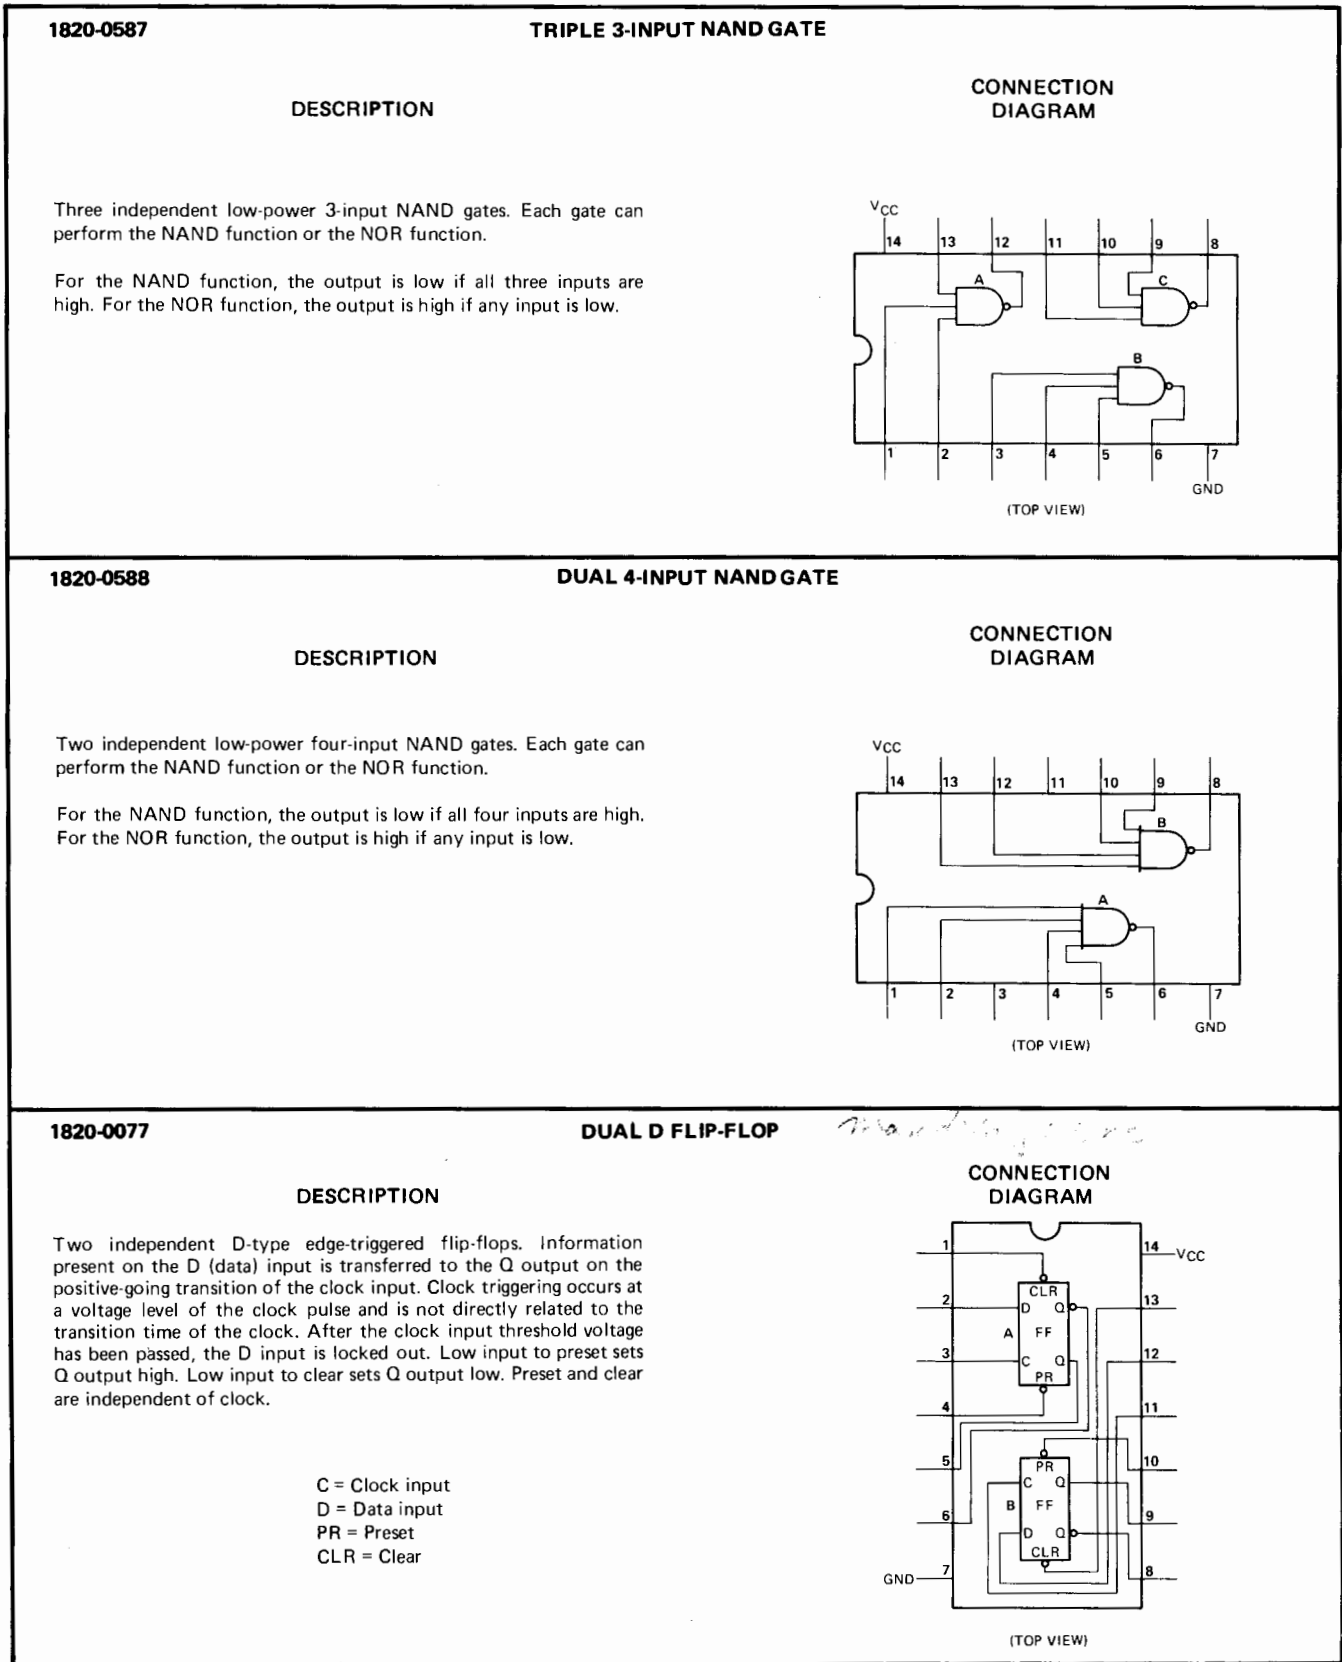 1820-0587
TRIPLE 3-INPUT NAND GATE
DESCRIPTION
CONNECTION
DIAGRAM
Three independent low-power 3-input NAND gates. Each gate can
perform the NAND function or the NOR function.
For the NAND function, the output is low if all three inputs are
high. For the NOR function, the output is high if any input is low.
VCC
14 13 12 11 10 9 8
A
C
B
1 2 3 4 5 6 7
GND
(TOP VIEW)
1820-0588
DUAL 4-INPUT NAND GATE
DESCRIPTION
CONNECTION
DIAGRAM
Two independent low-power four-input NAND gates. Each gate can
perform the NAND function or the NOR function.
For the NAND function, the output is low if all four inputs are high.
For the NOR function, the output is high if any input is low.
VCC
14 13 12 11 10 9 8
B
A
1 2 3 4 5 6 7
GND
(TOP VIEW)
1820-0077
DUAL D FLIP-FLOP
DESCRIPTION
CONNECTION
DIAGRAM
Two independent D-type edge-triggered flip-flops. Information
present on the D (data) input is transferred to the Q output on the
positive-going transition of the clock input. Clock triggering occurs at
a voltage level of the clock pulse and is not directly related to the
transition time of the clock. After the clock input threshold voltage
has been passed, the D input is locked out. Low input to preset sets
Q output high. Low input to clear sets Q output low. Preset and clear
are independent of clock.
C = Clock input
D = Data input
PR = Preset
CLR = Clear
1
14 VCC
CLR
2 D Q 13
A FF
3 C Q 12
PR
4 11
5 10
PR
C Q
6 B FF 9
D Q
CLR
GND 7 8
(TOP VIEW)